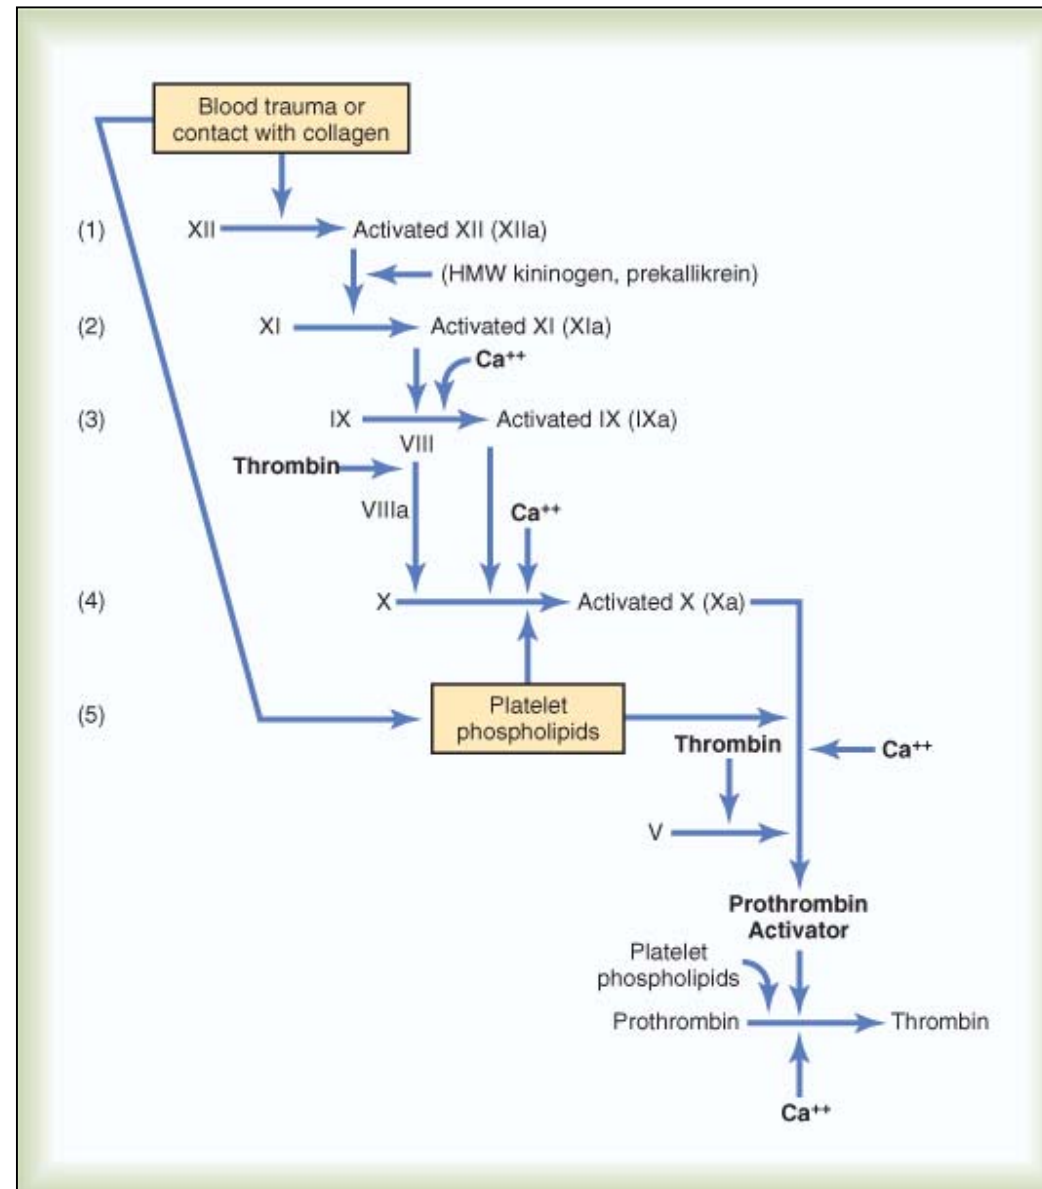 Blood trauma or
contact with collagen
(1) XII Activated XII (XIIa)
(HMW kininogen, prekallikrein)
(2) XI Activated XI (XIa)
Ca++
(3) IX Activated IX (IXa)
VIII
Thrombin
VIIIa Ca++
(4) X Activated X (Xa)
(5) Platelet
phospholipids
Thrombin Ca++
V
Prothrombin
Activator
Platelet
phospholipids
Prothrombin Thrombin
Ca++